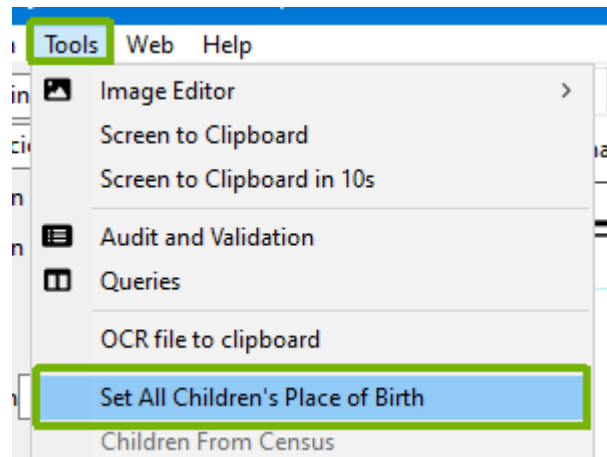 Tools Web Help
Image Editor
Screen to Clipboard
Screen to Clipboard in 10s
Audit and Validation
Queries
OCR file to clipboard
Set All Children's Place of Birth
Children From Census